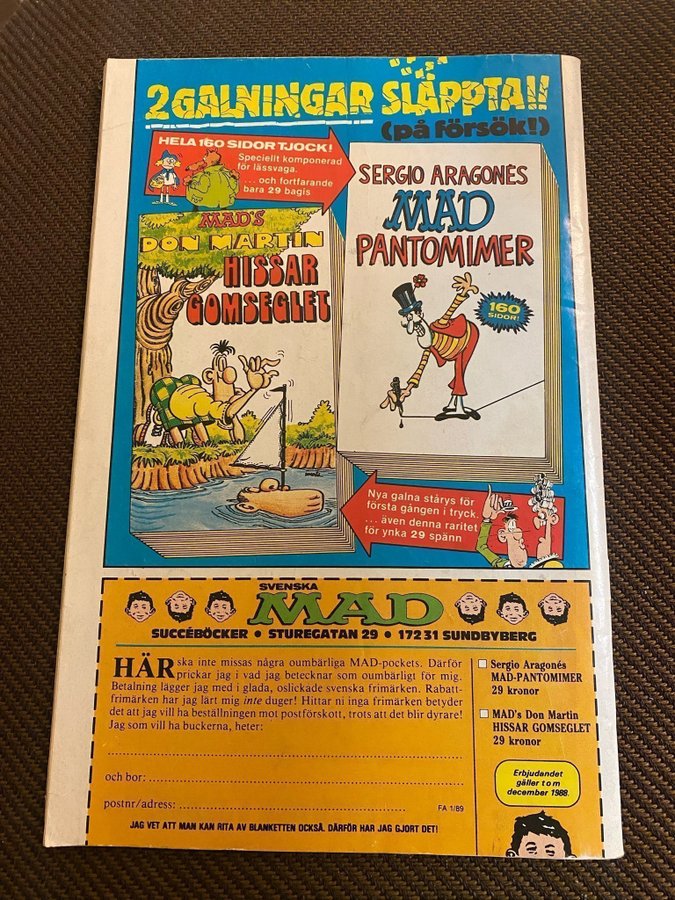 2 GALNINGAR SLÄPPTA!!
(på försök!)
HELA 160 SIDOR TJOCK!
Speciellt komponerad
för lässvaga.
... och fortfarande
bara 29 bagis
MAD'S
DON MARTIN
HISSAR
GOMSEGLET
SERGIO ARAGONÉS
MAD
PANTOMIMER
160
SIDOR!
Nya galna stårys för
första gången i tryck.
... även denna raritet
för ynka 29 spänn
SVENSKA
MAD
SUCCÉBÖCKER • STUREGATAN 29 • 172 31 SUNDBYBERG
HÄR ska inte missas några oumbärliga MAD-pockets. Därför
prickar jag i vad jag betecknar som oumbärligt för mig.
Betalning lägger jag med i glada, oslickade svenska frimärken. Rabatt-
frimärken har jag lärt mig inte duger! Hittar ni inga frimärken betyder
det att jag vill ha beställningen mot postförskott, trots att det blir dyrare!
Jag som vill ha buckerna, heter:
och bor:
postnr/adress:
FA 1/89
JAG VET ATT MAN KAN RITA AV BLANKETTEN OCKSÅ. DÄRFÖR HAR JAG GJORT DET!
Sergio Aragonés
MAD-PANTOMIMER
29 kronor
MAD's Don Martin
HISSAR GOMSEGLET
29 kronor
Erbjudandet
gäller t o m
december 1988.